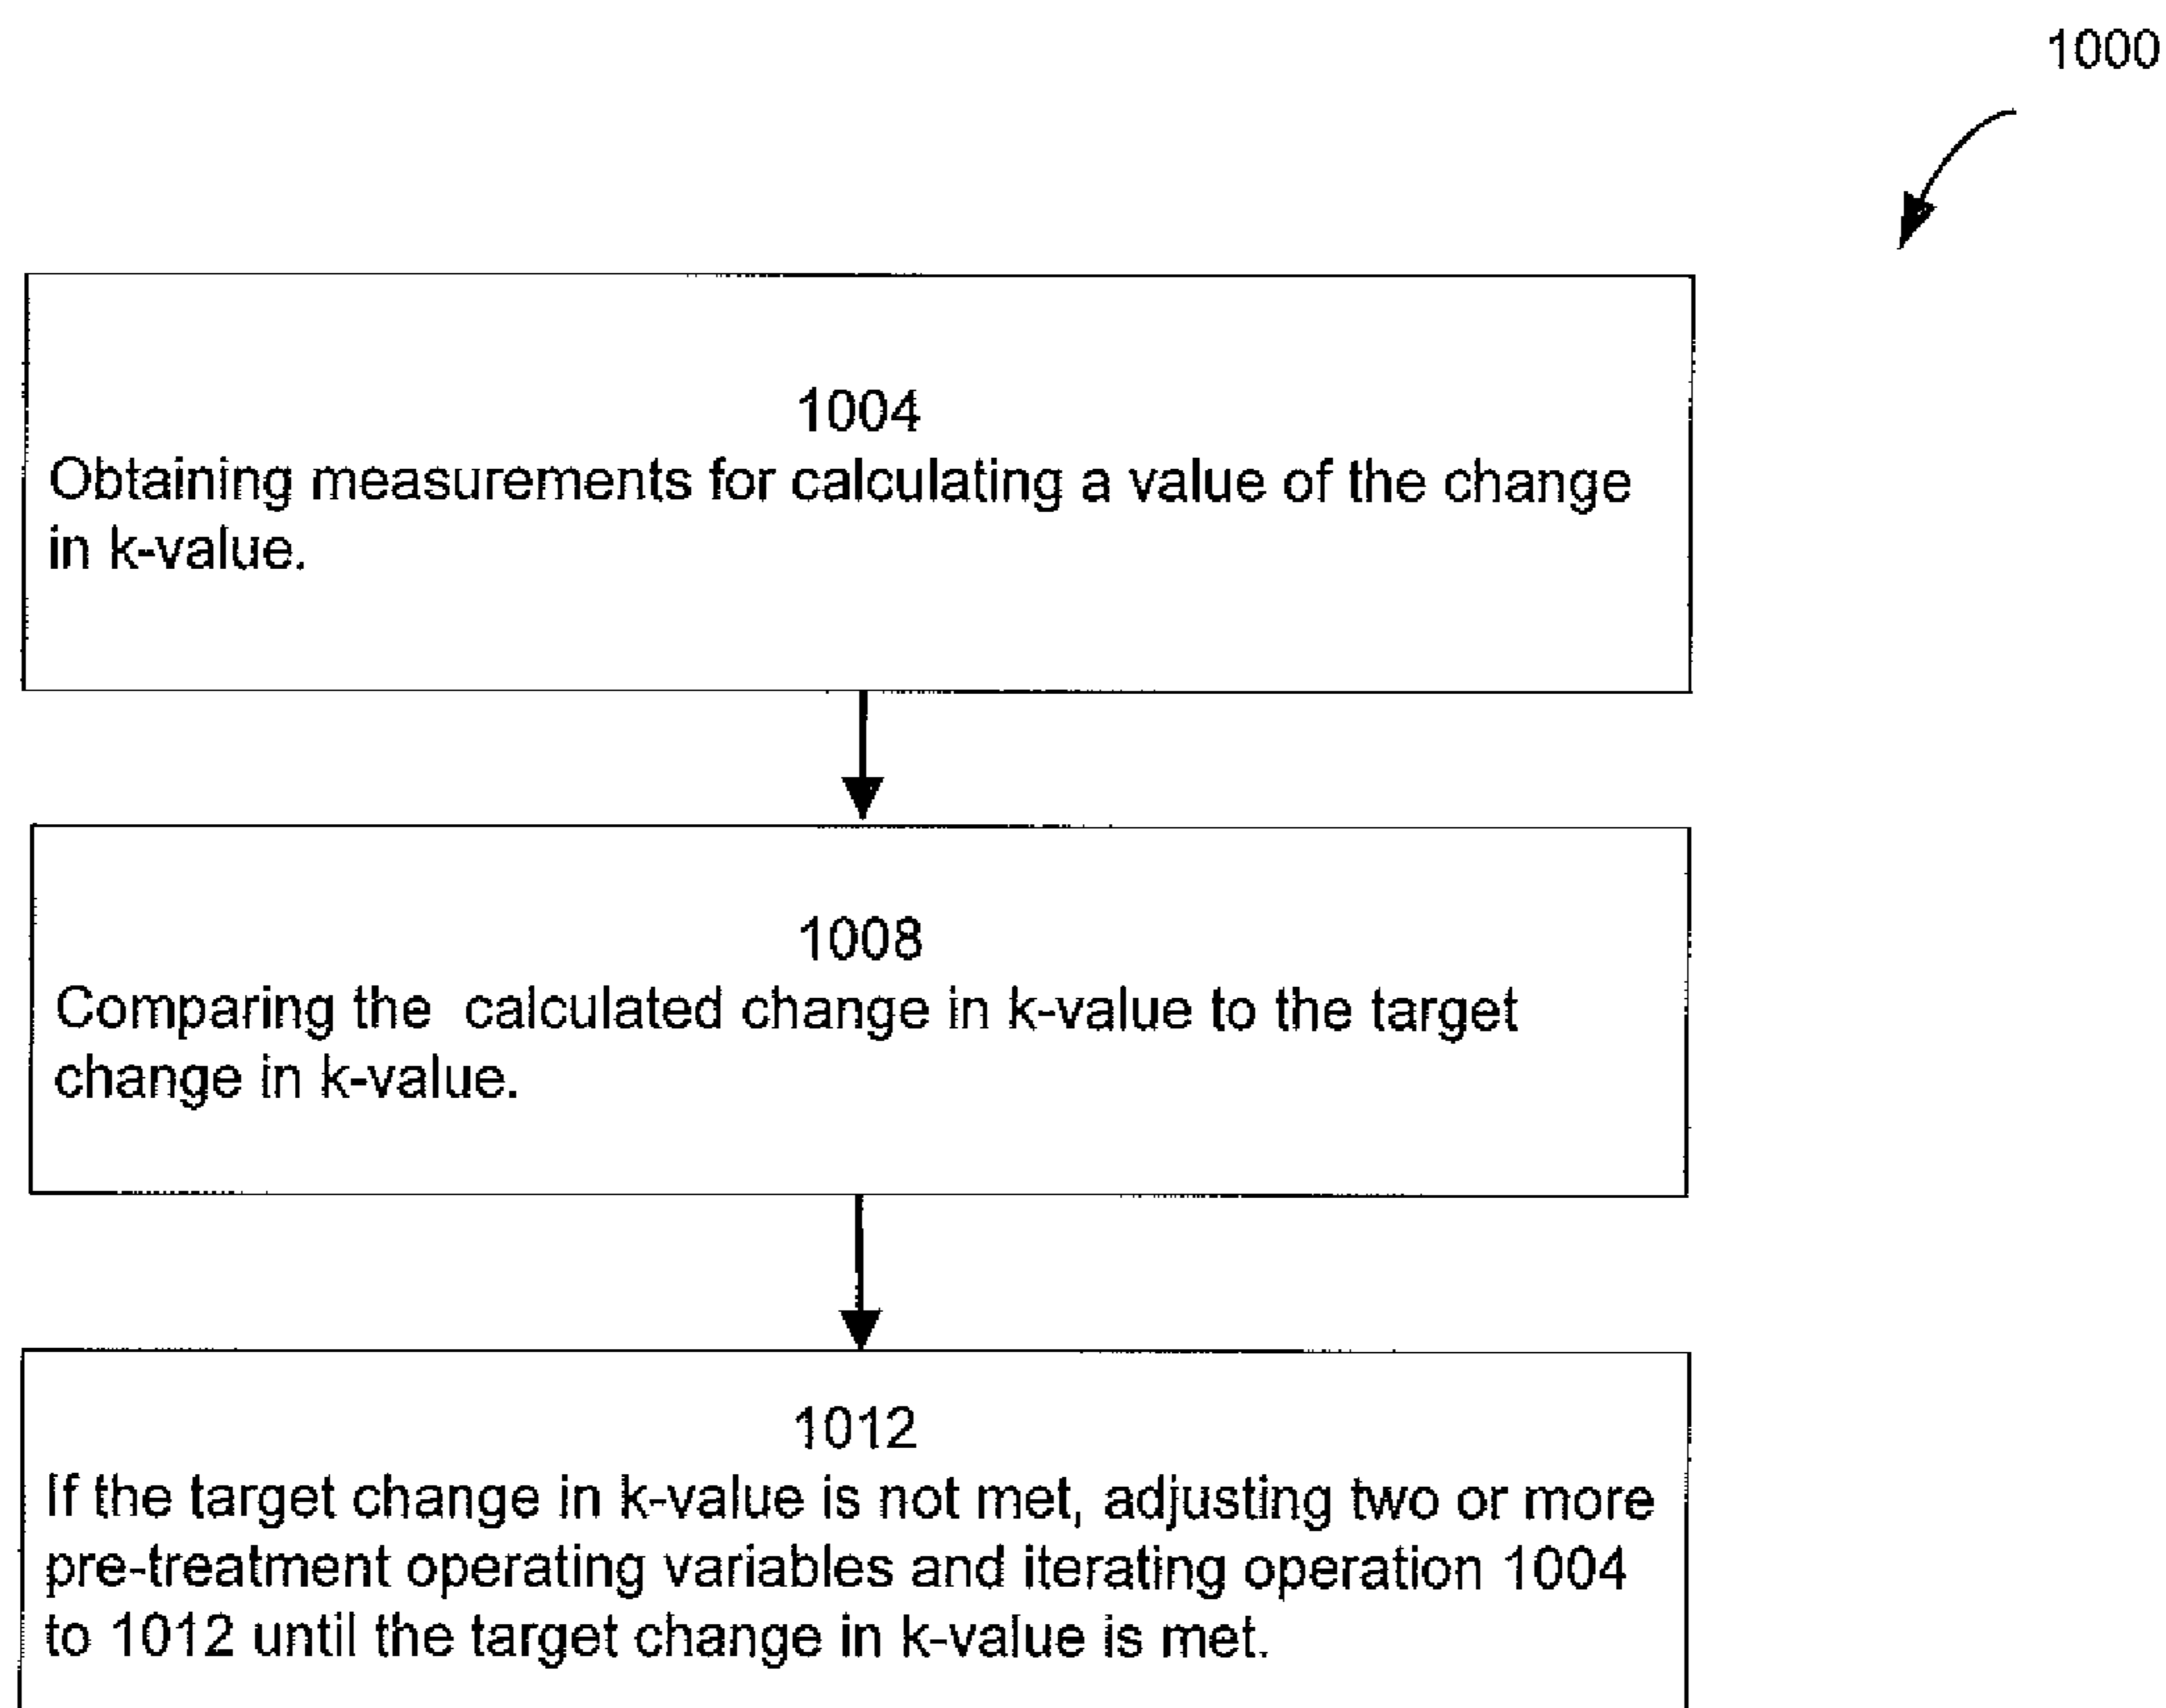 1000
1004
Obtaining measurements for calculating a value of the change
in k-value.
1008
Comparing the calculated change in k-value to the target
change in k-value.
1012
If the target change in k-value is not met, adjusting two or more
pre-treatment operating variables and iterating operation 1004
to 1012 until the target change in k-value is met.